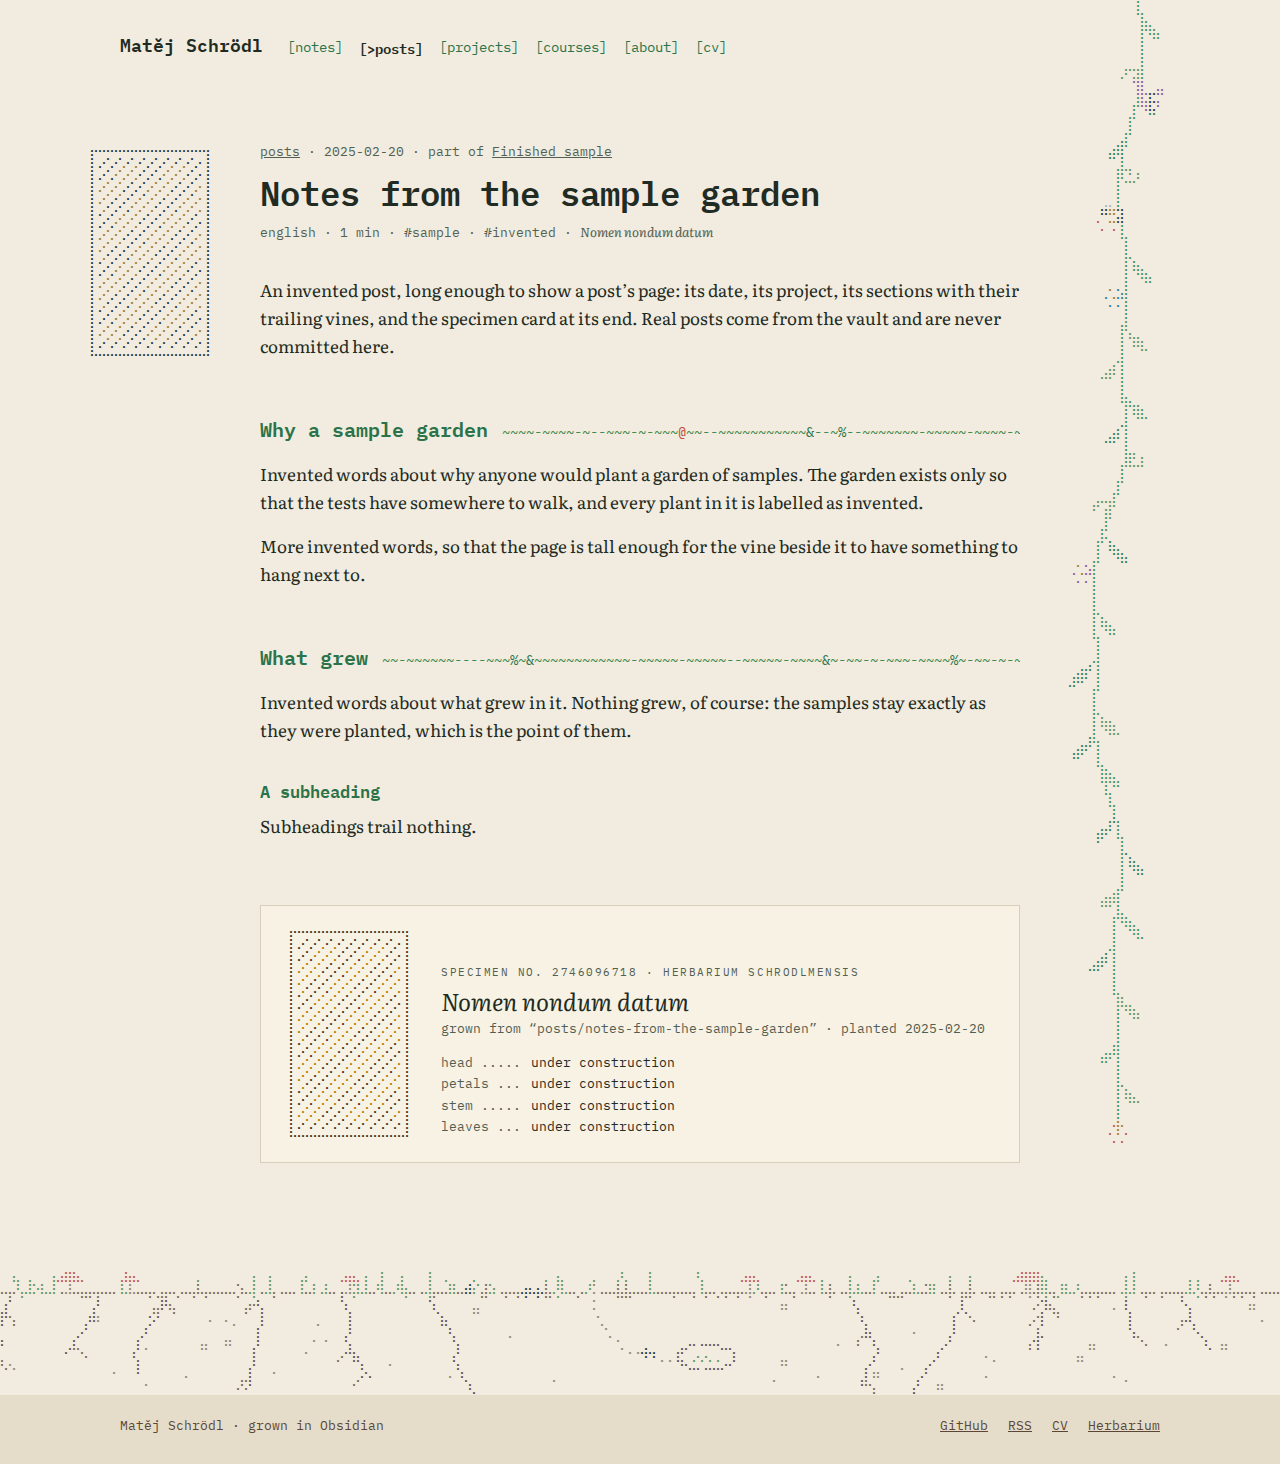 Matěj Schrödl [notes] [>posts] [projects] [courses] [about] [cv]
posts · 2025-02-20 · part of Finished sample
Notes from the sample garden
english · 1 min · #sample · #invented · Nomen nondum datum
An invented post, long enough to show a post’s page: its date, its project, its sections with their
trailing vines, and the specimen card at its end. Real posts come from the vault and are never
committed here.
Why a sample garden
Invented words about why anyone would plant a garden of samples. The garden exists only so
that the tests have somewhere to walk, and every plant in it is labelled as invented.
More invented words, so that the page is tall enough for the vine beside it to have something to
hang next to.
What grew
Invented words about what grew in it. Nothing grew, of course: the samples stay exactly as
they were planted, which is the point of them.
A subheading
Subheadings trail nothing.
SPECIMEN NO. 2746096718 · HERBARIUM SCHRODLMENSIS
Nomen nondum datum
grown from “posts/notes-from-the-sample-garden” · planted 2025-02-20
head ..... under construction
petals ... under construction
stem ..... under construction
leaves ... under construction
Matěj Schrödl · grown in Obsidian
GitHub RSS CV Herbarium